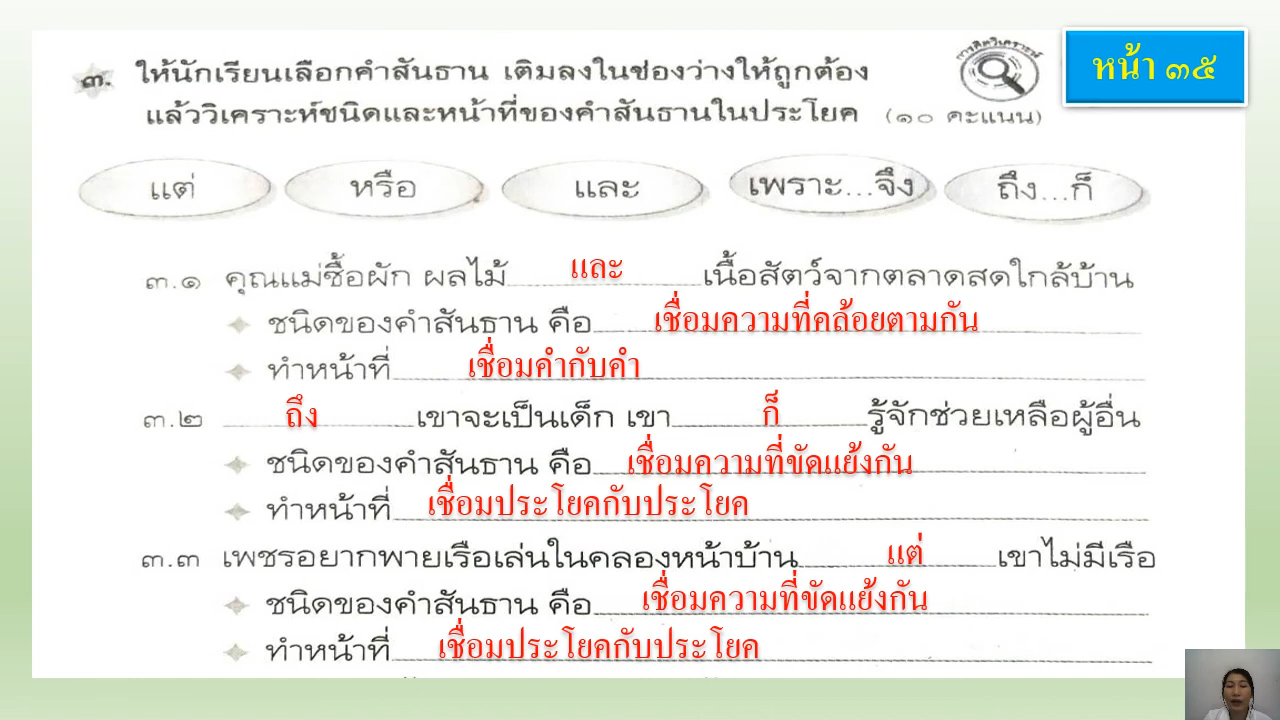 หน้า ๓๕
การคิดวิเคราะห์
๓. ให้นักเรียนเลือกคำสันธาน เติมลงในช่องว่างให้ถูกต้อง
แล้ววิเคราะห์ชนิดและหน้าที่ของคำสันธานในประโยค (๑๐ คะแนน)
แต่ หรือ และ เพราะ...จึง ถึง...ก็
๓.๑ คุณแม่ซื้อผัก ผลไม้ และ เนื้อสัตว์จากตลาดสดใกล้บ้าน
ชนิดของคำสันธาน คือ เชื่อมความที่คล้อยตามกัน
ทำหน้าที่ เชื่อมคำกับคำ
๓.๒ ถึง เขาจะเป็นเด็ก เขา ก็ รู้จักช่วยเหลือผู้อื่น
ชนิดของคำสันธาน คือ เชื่อมความที่ขัดแย้งกัน
ทำหน้าที่ เชื่อมประโยคกับประโยค
๓.๓ เพชรอยากพายเรือเล่นในคลองหน้าบ้าน แต่ เขาไม่มีเรือ
ชนิดของคำสันธาน คือ เชื่อมความที่ขัดแย้งกัน
ทำหน้าที่ เชื่อมประโยคกับประโยค